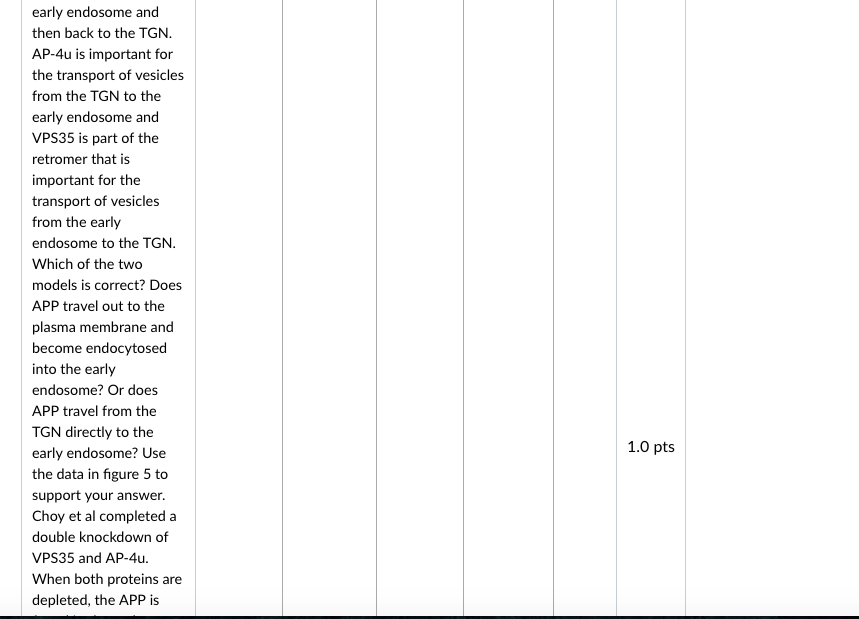 early endosome and
then back to the TGN.
AP-4u is important for
the transport of vesicles
from the TGN to the
early endosome and
VPS35 is part of the
retromer that is
important for the
transport of vesicles
from the early
endosome to the TGN.
Which of the two
models is correct? Does
APP travel out to the
plasma membrane and
become endocytosed
into the early
endosome? Or does
APP travel from the
TGN directly to the
early endosome? Use
the data in figure 5 to
support your answer.
Choy et al completed a
double knockdown of
VPS35 and AP-4u.
When both proteins are
depleted, the APP is
1.0 pts